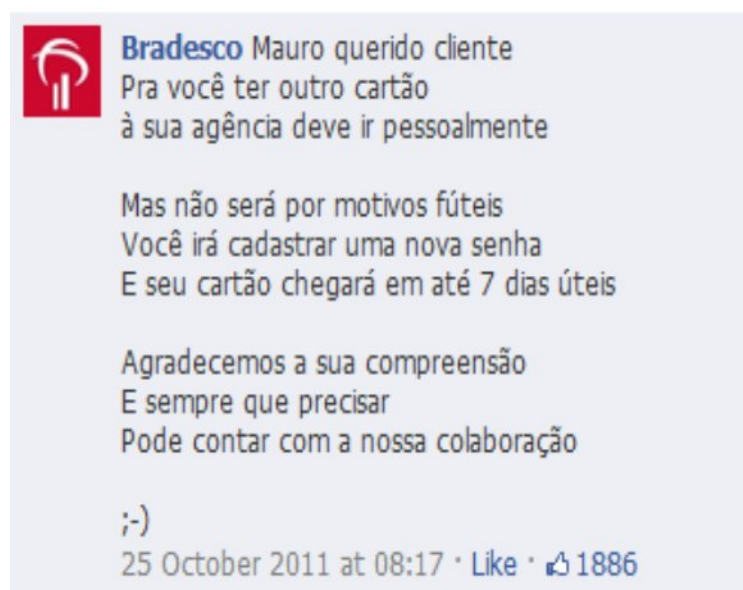 Bradesco Mauro querido cliente
Pra você ter outro cartão
à sua agência deve ir pessoalmente
Mas não será por motivos fúteis
Você irá cadastrar uma nova senha
E seu cartão chegará em até 7 dias úteis
Agradecemos a sua compreensão
E sempre que precisar
Pode contar com a nossa colaboração
;-)
25 October 2011 at 08:17 · Like · 1886